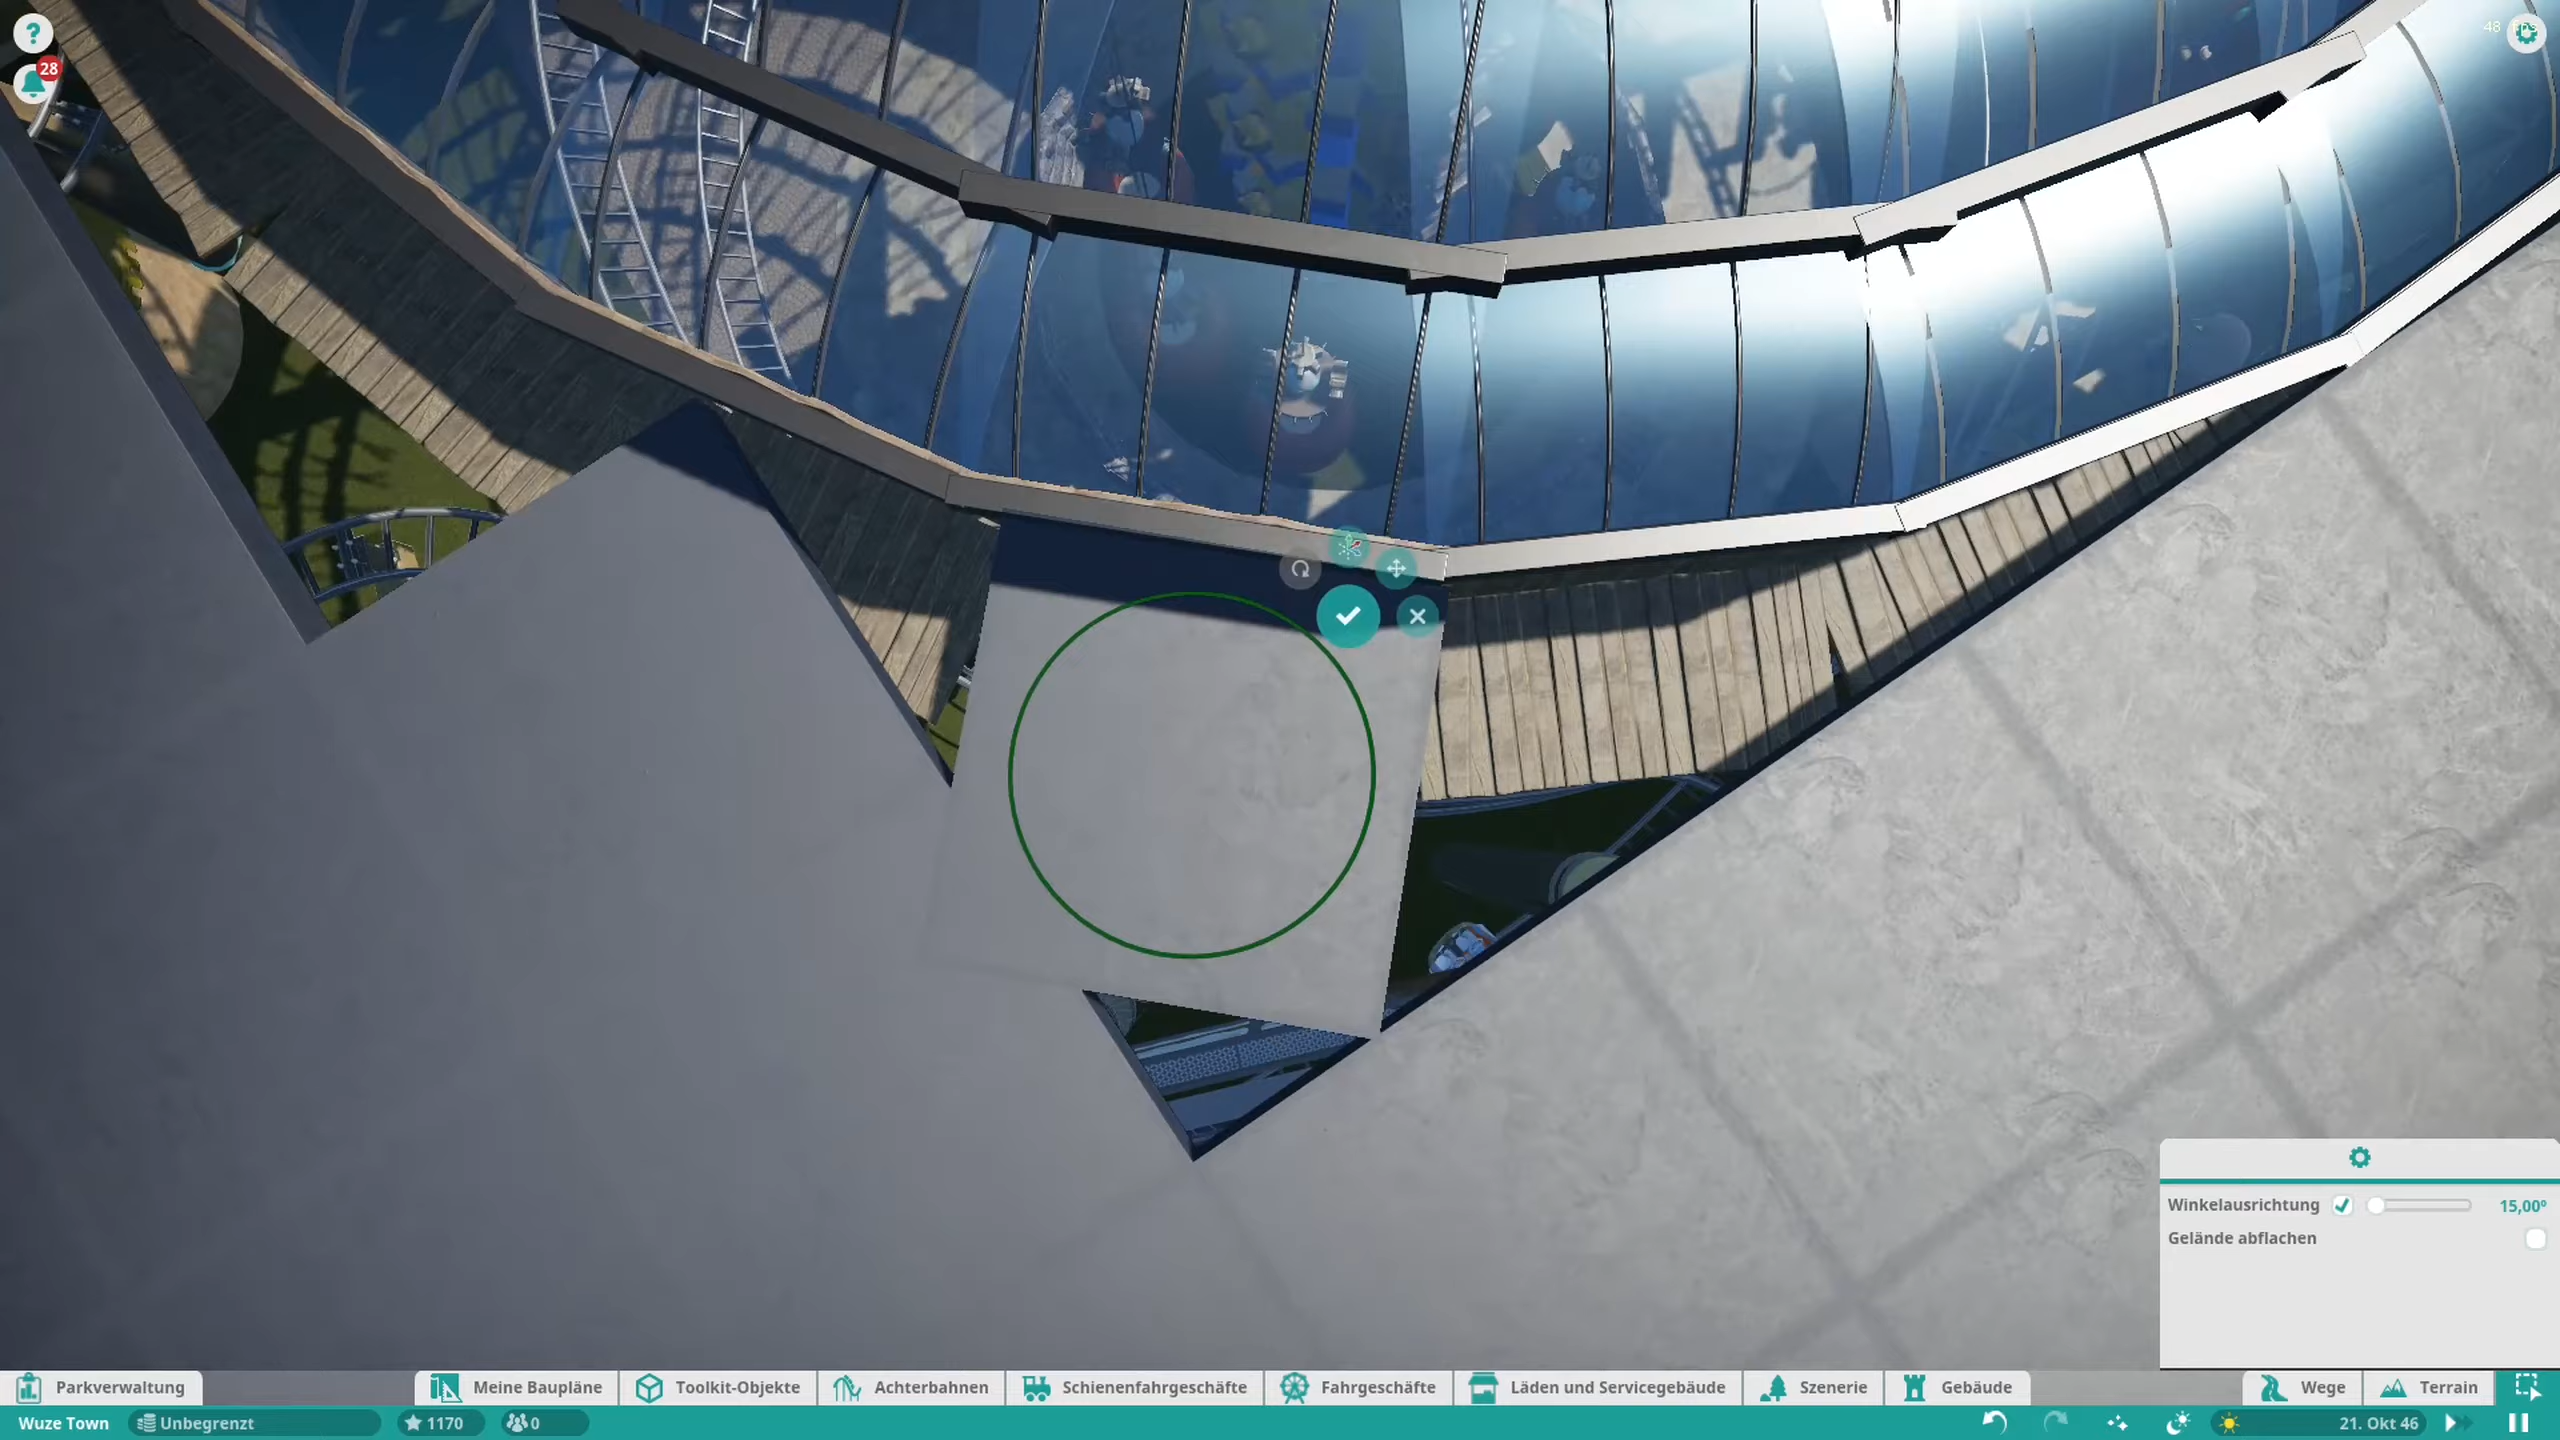 ?
28
48
Winkelausrichtung 15,00°
Gelände abflachen
Parkverwaltung
Meine Baupläne
Toolkit-Objekte
Achterbahnen
Schienenfahrgeschäfte
Fahrgeschäfte
Läden und Servicegebäude
Szenerie
Gebäude
Wege
Terrain
Wuze Town
Unbegrenzt
1170
0
21. Okt 46